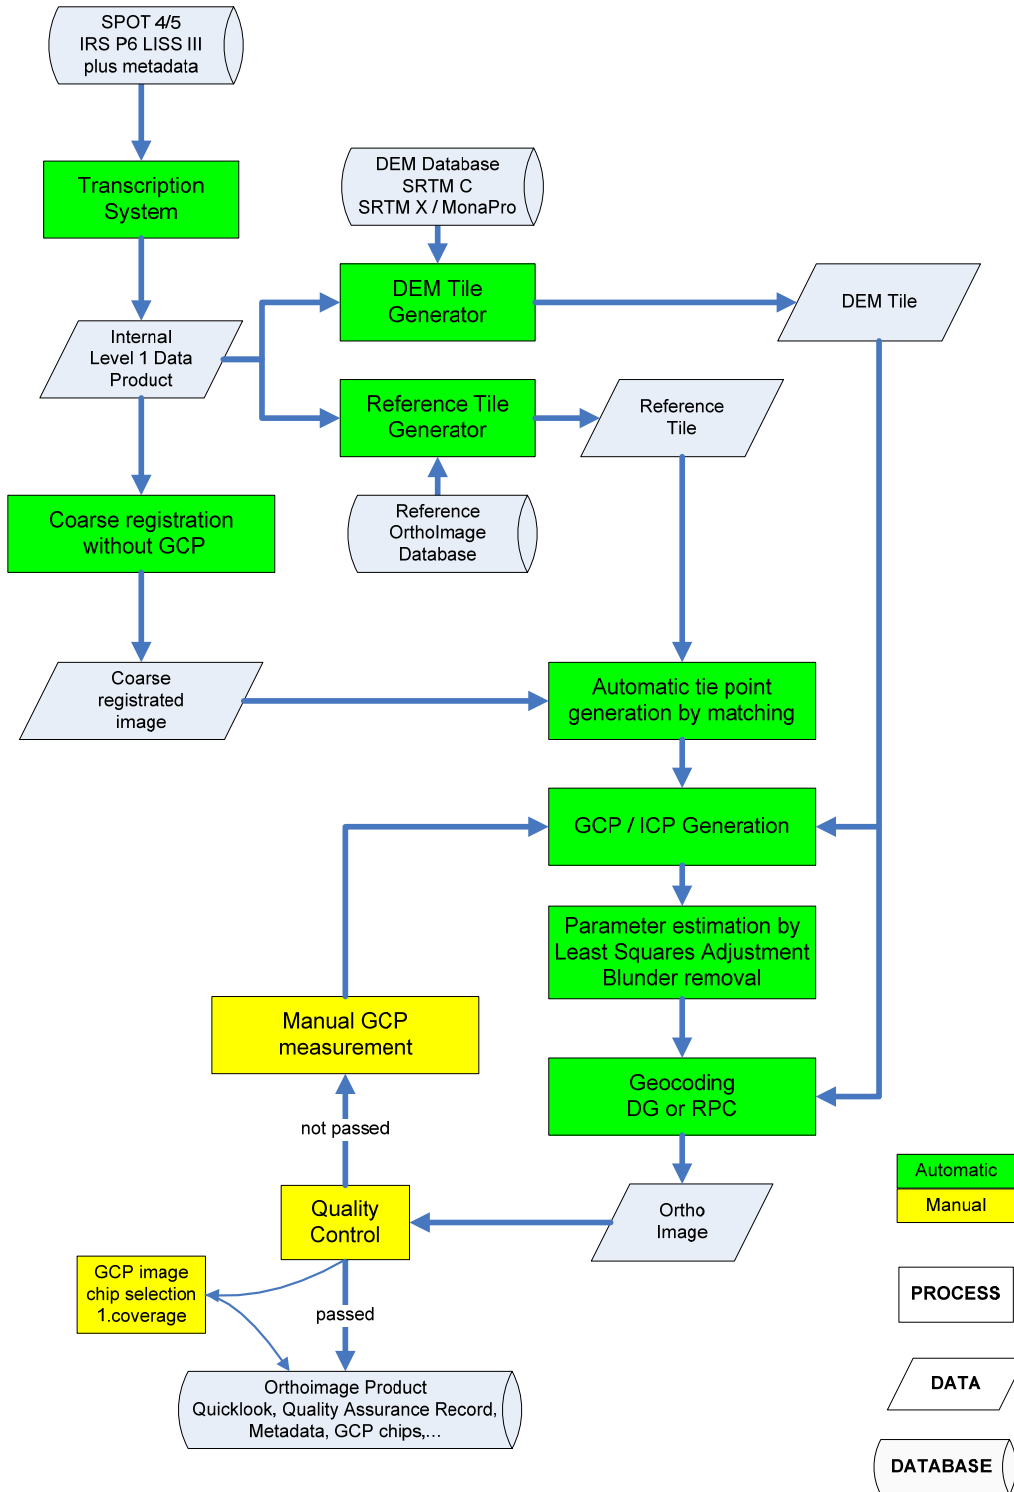 SPOT 4/5
IRS P6 LISS III
plus metadata
Transcription
System
DEM Database
SRTM C
SRTM X / MonaPro
DEM Tile
Generator
DEM Tile
Internal
Level 1 Data
Product
Reference Tile
Generator
Reference
Tile
Coarse registration
without GCP
Reference
OrthoImage
Database
Coarse
registrated
image
Automatic tie point
generation by matching
GCP / ICP Generation
Parameter estimation by
Least Squares Adjustment
Blunder removal
Manual GCP
measurement
Geocoding
DG or RPC
not passed
Quality
Control
Ortho
Image
GCP image
chip selection
1.coverage
passed
Orthoimage Product
Quicklook, Quality Assurance Record,
Metadata, GCP chips,...
Automatic
Manual
PROCESS
DATA
DATABASE